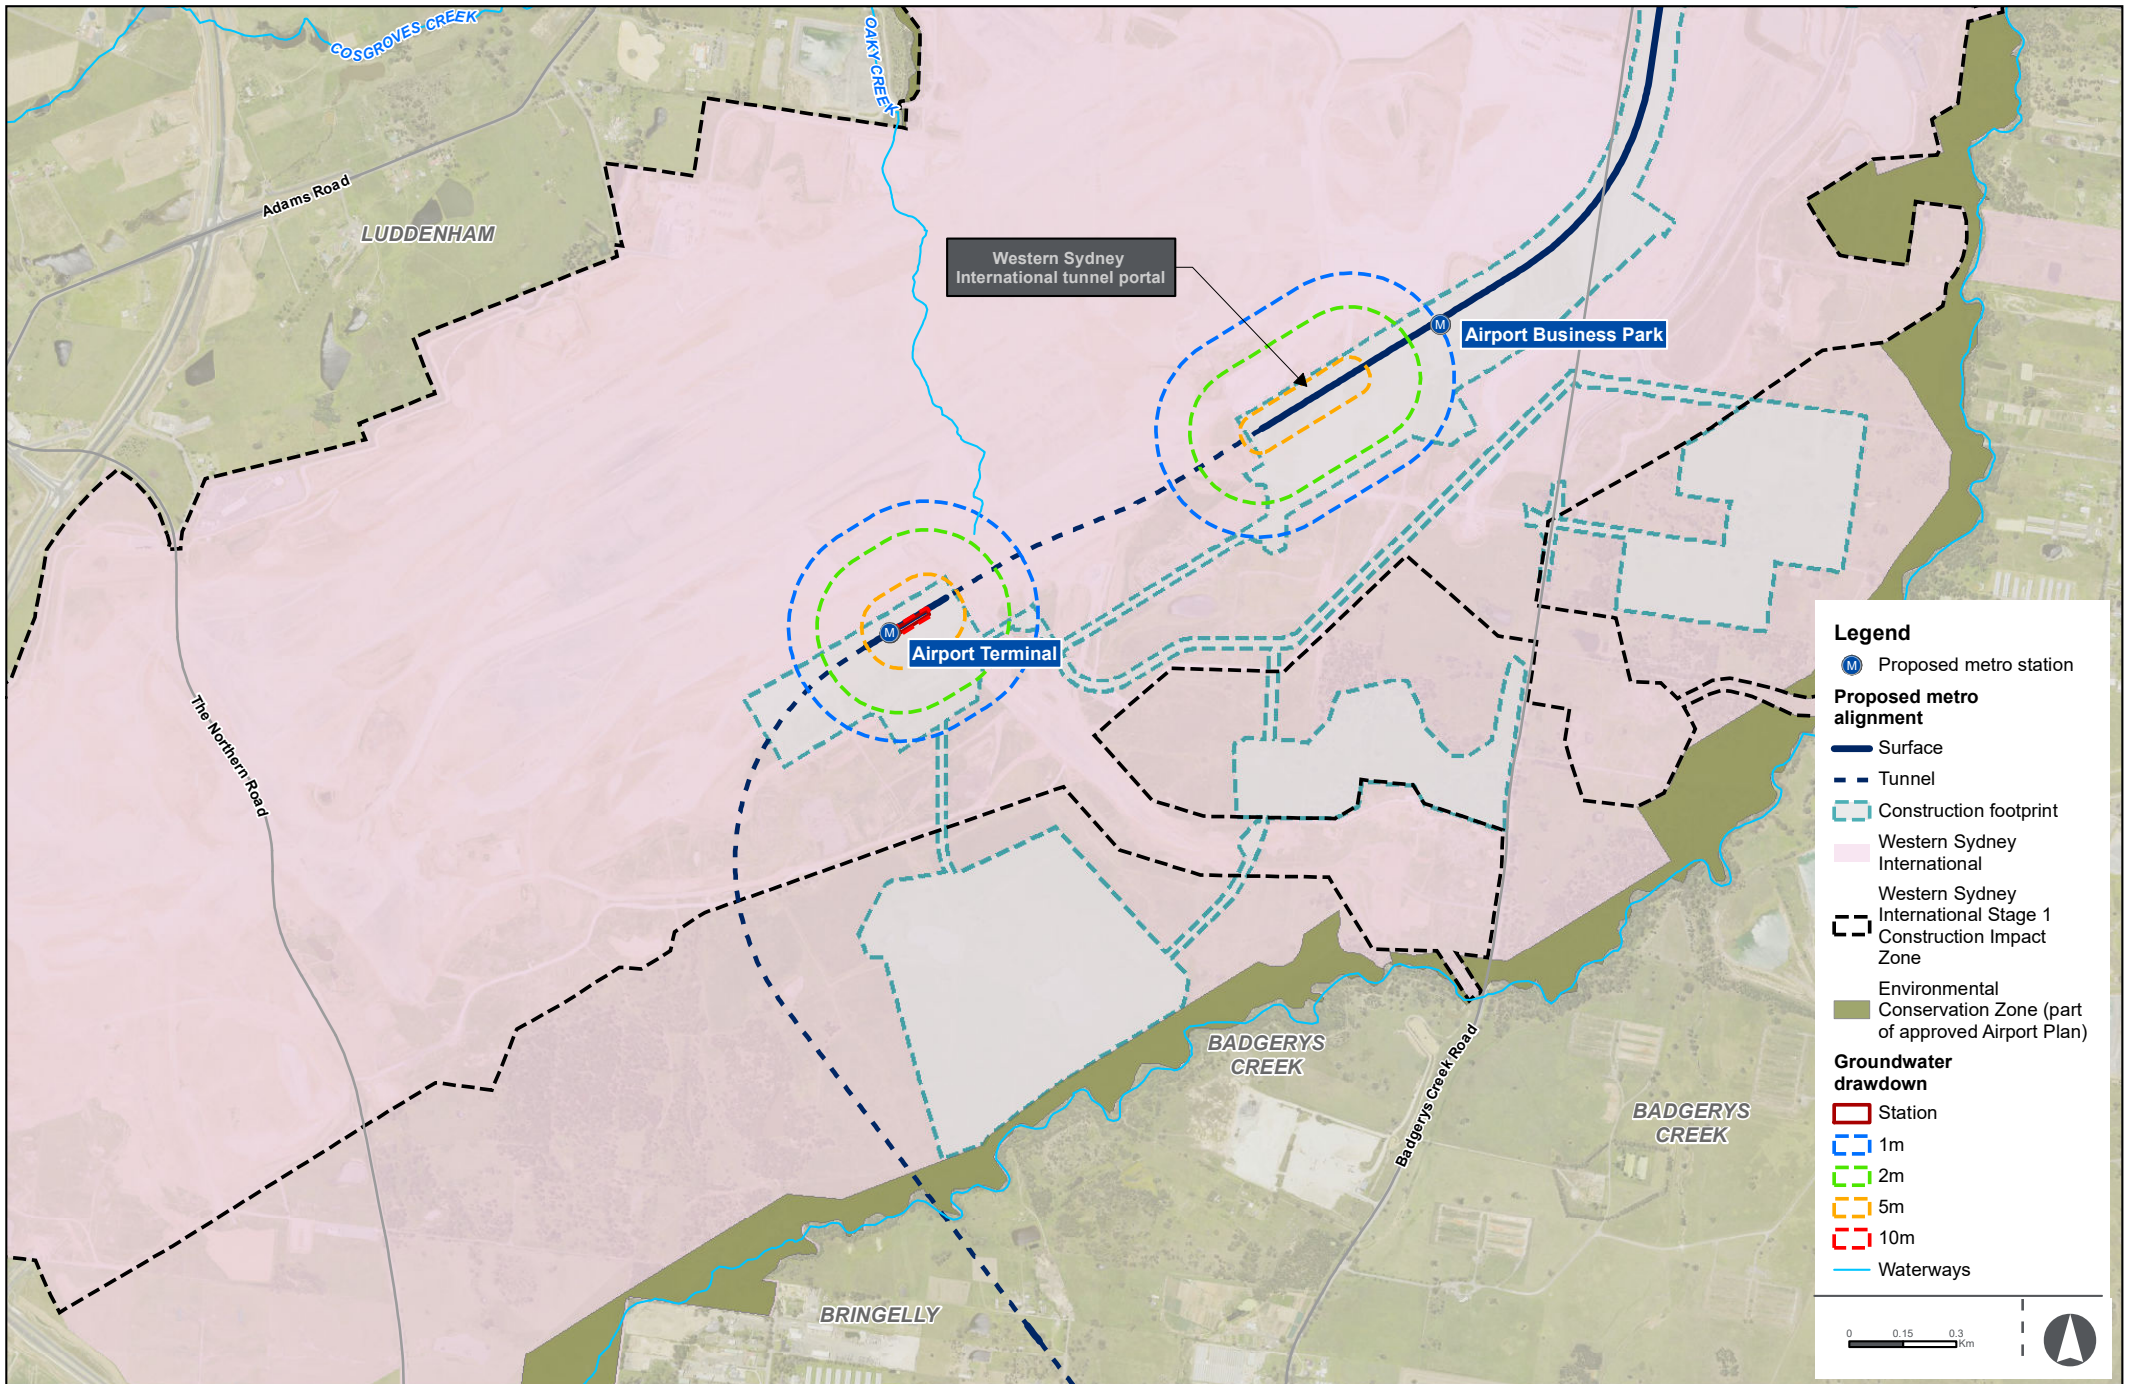 COSGROVES CREEK
OAKY CREEK
Adams Road
LUDDENHAM
Western Sydney
International tunnel portal
M
Airport Business Park
M
Airport Terminal
The Northern Road
BADGERYS
CREEK
Badgerys Creek Road
BADGERYS
CREEK
BRINGELLY
Legend
M
Proposed metro station
Proposed metro
alignment
Surface
Tunnel
Construction footprint
Western Sydney
International
Western Sydney
International Stage 1
Construction Impact
Zone
Environmental
Conservation Zone (part
of approved Airport Plan)
Groundwater
drawdown
Station
1m
2m
5m
10m
Waterways
0 0.15 0.3
Km